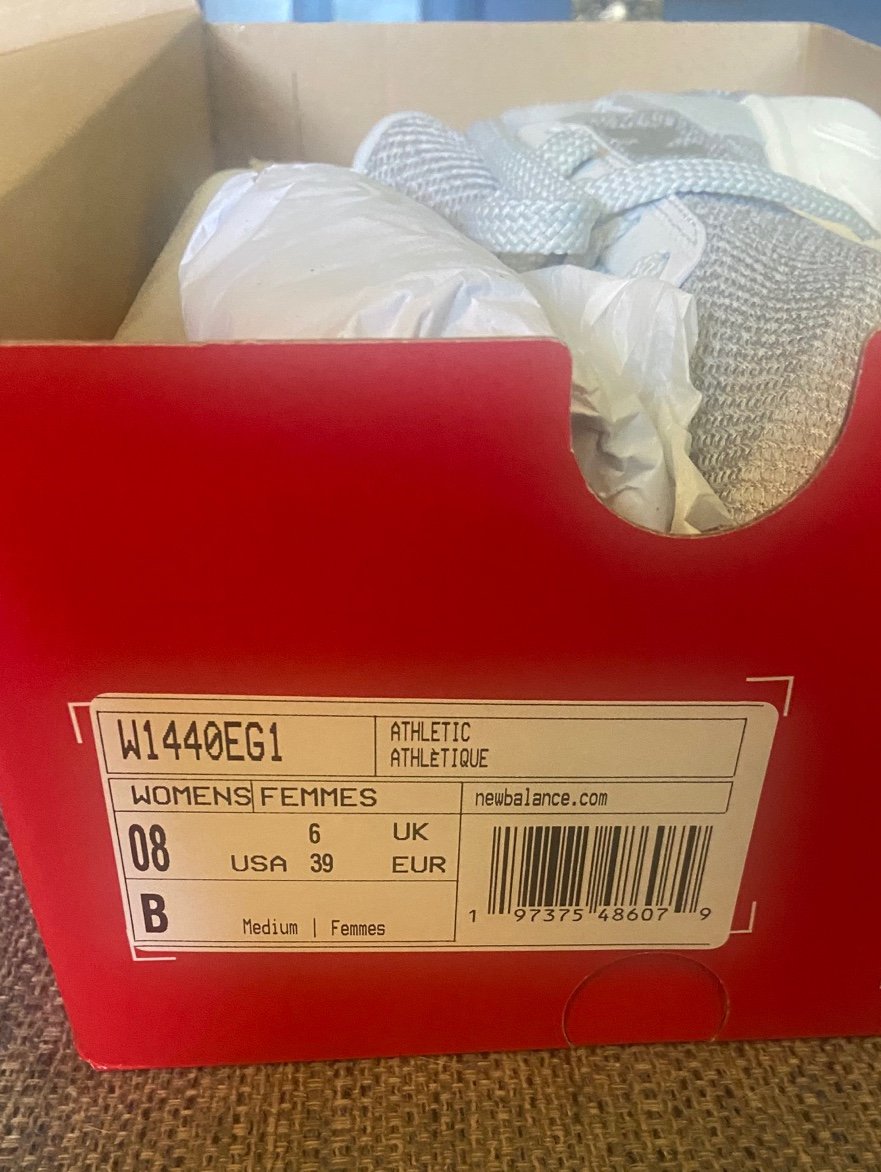 W1440EG1
ATHLETIC
ATHLÈTIQUE
WOMENS FEMMES
newbalance.com
08 USA
6 UK
39 EUR
B Medium | Femmes
1 97375 48607 9